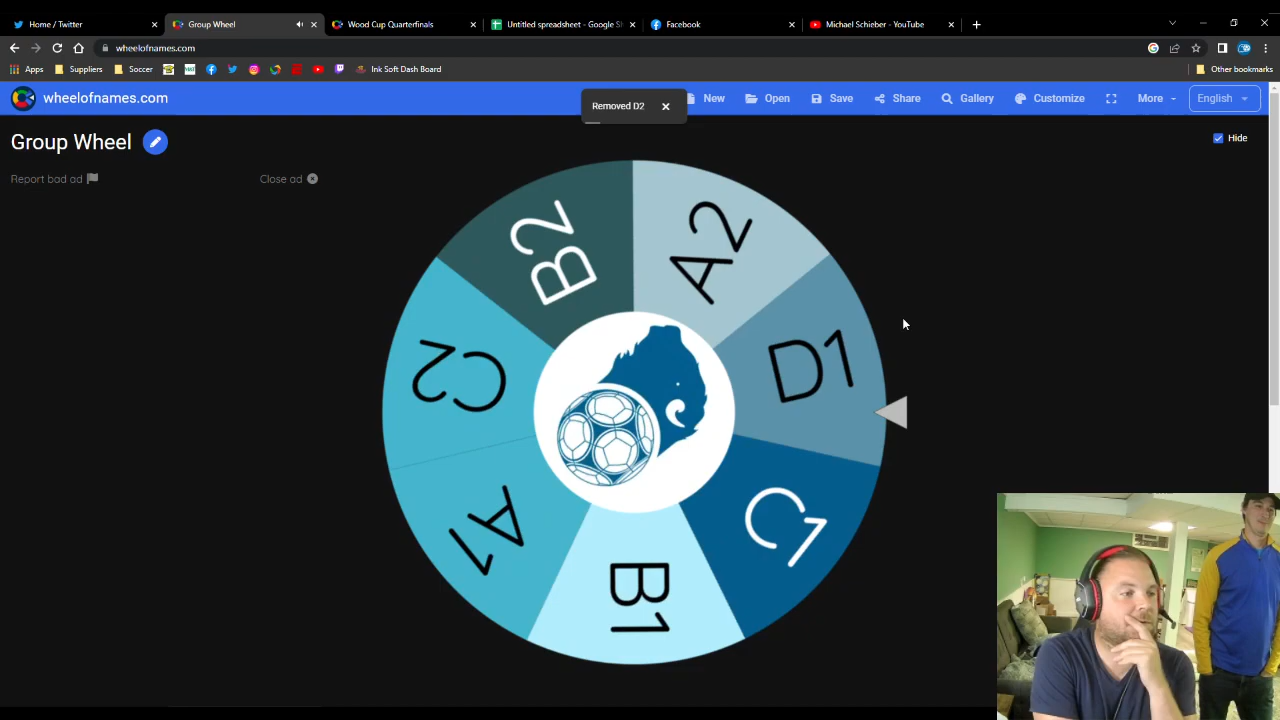 Home / Twitter
Group Wheel
Wood Cup Quarterfinals
Untitled spreadsheet - Google Sh
Facebook
Michael Schieber - YouTube
wheelofnames.com
Apps
Suppliers
Soccer
Ink Soft Dash Board
Other bookmarks
wheelofnames.com
Removed D2
New
Open
Save
Share
Gallery
Customize
More
English
Group Wheel
Hide
Report bad ad
Close ad
B2
A2
D1
C2
C1
A1
B1